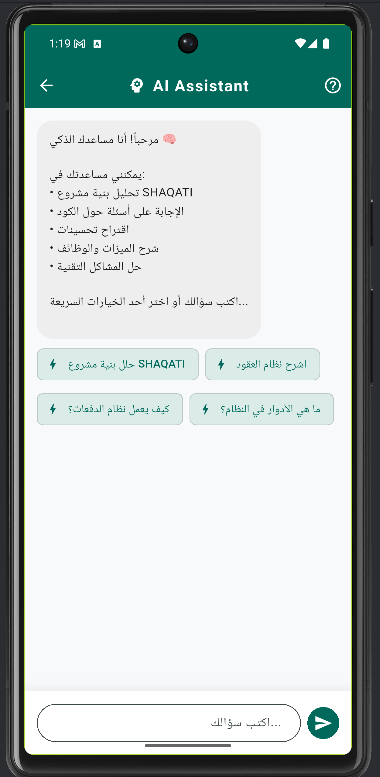 1:19
AI Assistant
مرحباً! أنا مساعدك الذكي 🧠
يمكنني مساعدتك في:
• تحليل بنية مشروع SHAQATI
• الإجابة على أسئلة حول الكود
• اقتراح تحسينات
• شرح الميزات والوظائف
• حل المشاكل التقنية
اكتب سؤالك أو اختر أحد الخيارات السريعة...
حلل بنية مشروع SHAQATI
اشرح نظام العقود
كيف يعمل نظام الدفعات؟
ما هي الأدوار في النظام؟
اكتب سؤالك...